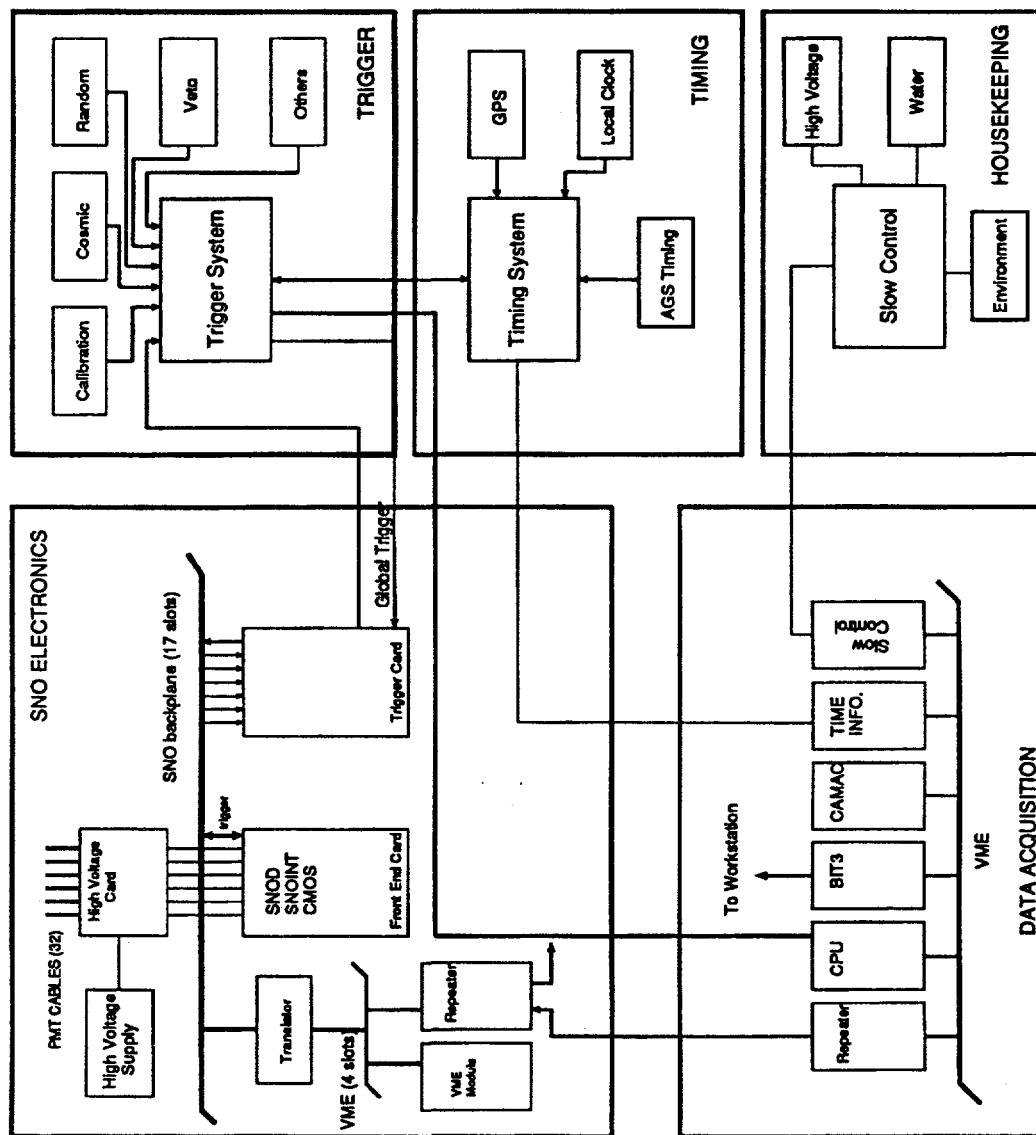 SNO ELECTRONICS
PMT CABLES (32)
High Voltage
Supply
High Voltage
Card
SNO backplane (17 slots)
Translator
trigger
VME (4 slots)
SNOD
SNOINT
CMOS
Front End Card
Trigger Card
Global Trigger
VME
Module
Repeater
TRIGGER
Calibration
Cosmic
Random
Veto
Others
Trigger System
TIMING
GPS
Local Clock
Timing System
AGS Timing
HOUSEKEEPING
High Voltage
Water
Slow Control
Environment
To Workstation
Repeater
CPU
BIT3
CAMAC
TIME
INFO.
Slow
Control
VME
DATA ACQUISITION